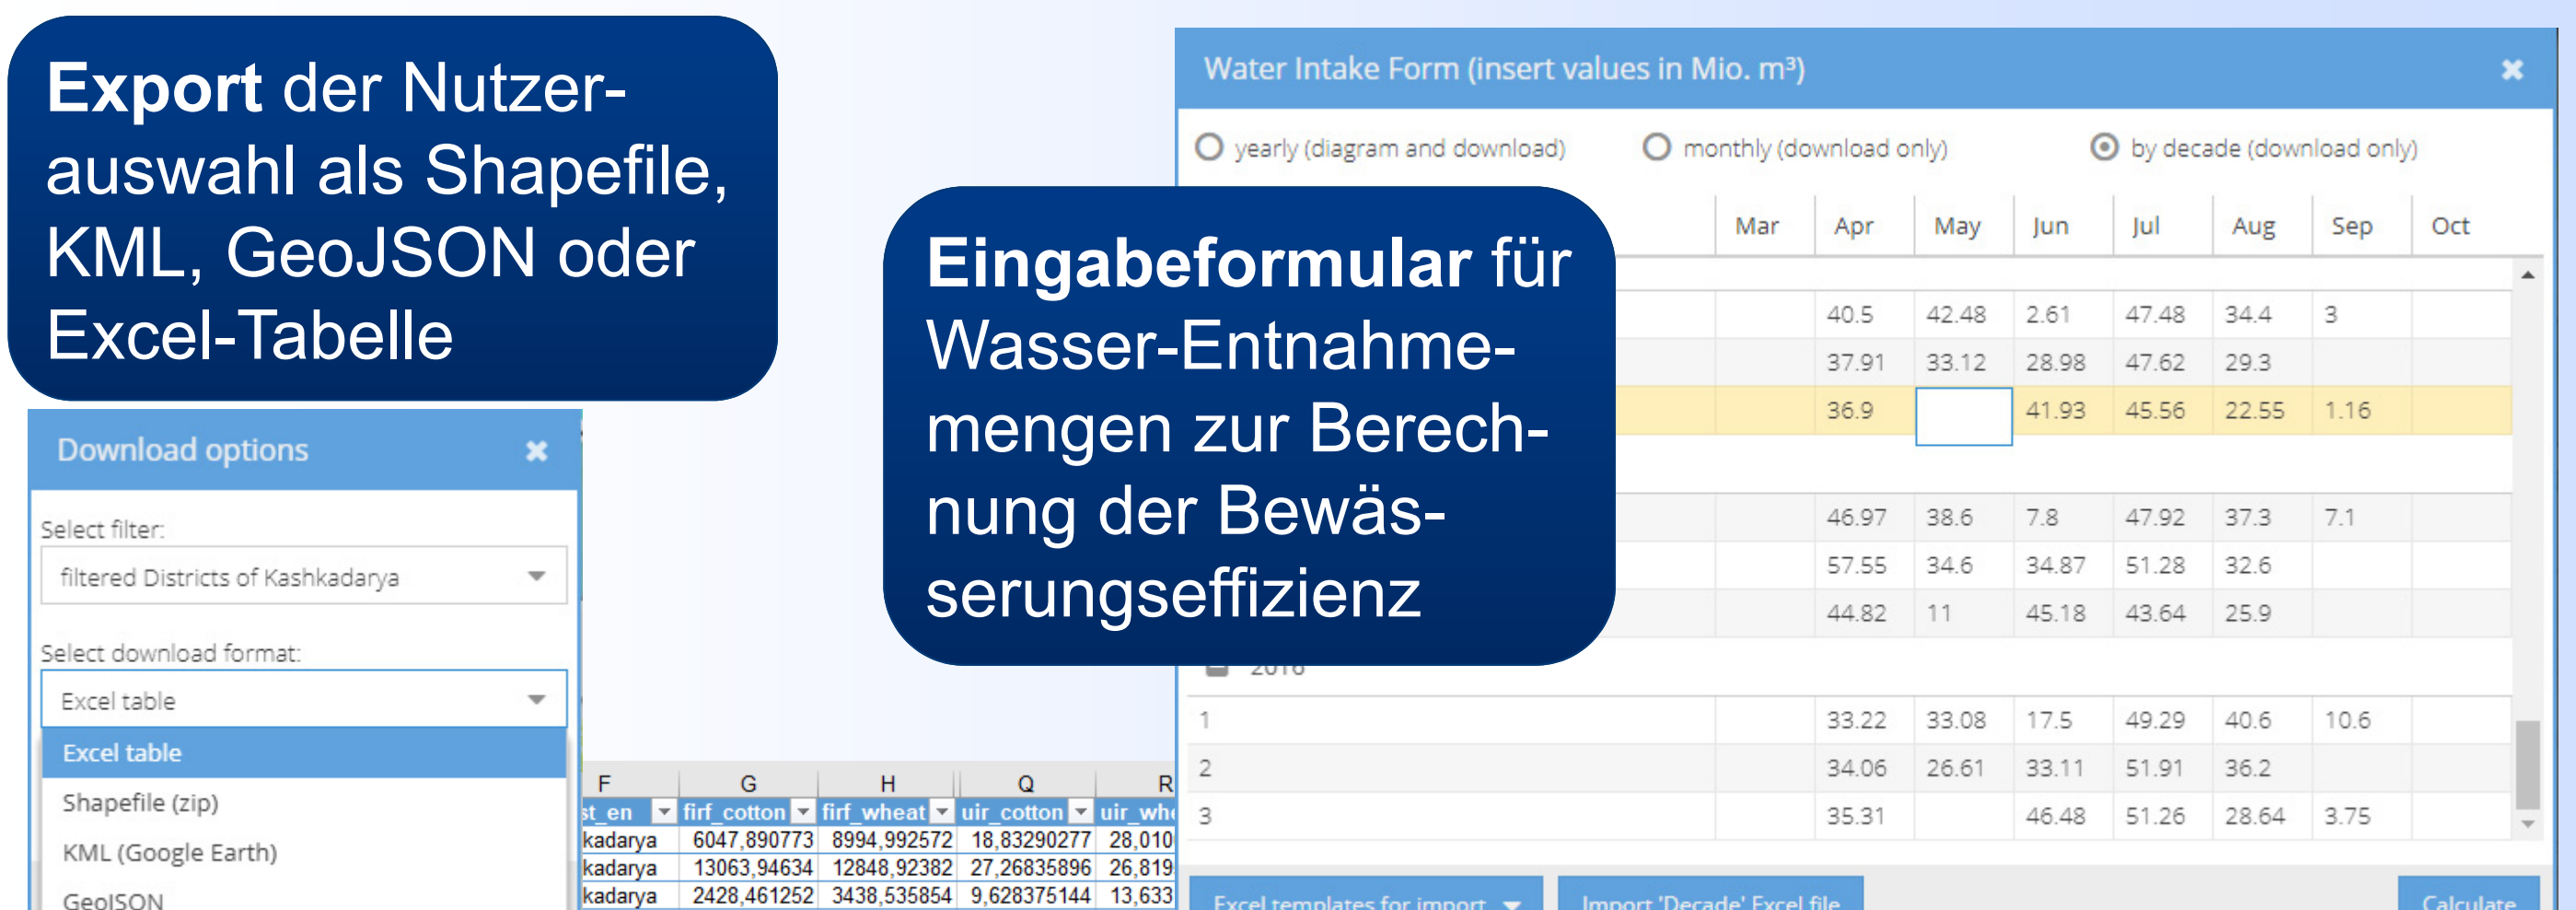 Export der Nutzer-
auswahl als Shapefile,
KML, GeoJSON oder
Excel-Tabelle
Download options
Select filter:
filtered Districts of Kashkadarya
Select download format:
Excel table
Excel table
Shapefile (zip)
KML (Google Earth)
GeoJSON
F G H Q R
st_en firf_cotton firf_wheat uir_cotton uir_whe
kadarya 6047,890773 8994,992572 18,83290277 28,010
kadarya 13063,94634 12848,92382 27,26835896 26,819
kadarya 2428,461252 3438,535854 9,628375144 13,633
Eingabeformular für
Wasser-Entnahme-
mengen zur Berech-
nung der Bewäs-
serungseffizienz
Water Intake Form (insert values in Mio. m³)
yearly (diagram and download) monthly (download only) by decade (download only)
Mar Apr May Jun Jul Aug Sep Oct
40.5 42.48 2.61 47.48 34.4 3
37.91 33.12 28.98 47.62 29.3
36.9 41.93 45.56 22.55 1.16
46.97 38.6 7.8 47.92 37.3 7.1
57.55 34.6 34.87 51.28 32.6
44.82 11 45.18 43.64 25.9
2016
1 33.22 33.08 17.5 49.29 40.6 10.6
2 34.06 26.61 33.11 51.91 36.2
3 35.31 46.48 51.26 28.64 3.75
Excel templates for import Import 'Decade' Excel file Calculate